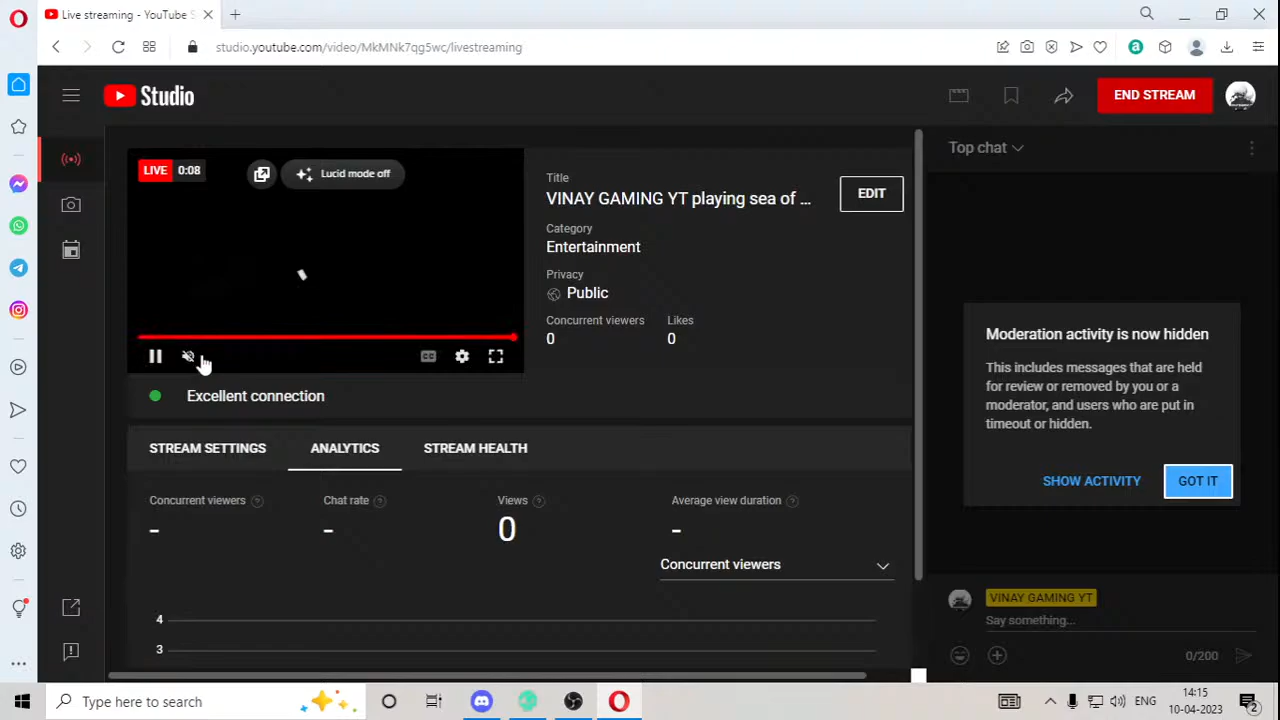 Live streaming - YouTube S
studio.youtube.com/video/MkMNk7qg5wc/livestreaming
Studio
END STREAM
LIVE 0:08
Lucid mode off
Title
VINAY GAMING YT playing sea of ...
EDIT
Category
Entertainment
Privacy
Public
Concurrent viewers Likes
0 0
CC
Excellent connection
Top chat
Moderation activity is now hidden
This includes messages that are held
for review or removed by you or a
moderator, and users who are put in
timeout or hidden.
SHOW ACTIVITY GOT IT
STREAM SETTINGS ANALYTICS STREAM HEALTH
Concurrent viewers ? Chat rate ? Views ? Average view duration ?
- - 0 -
Concurrent viewers
4
3
VINAY GAMING YT
Say something...
0/200
Type here to search
ENG
14:15
10-04-2023
2